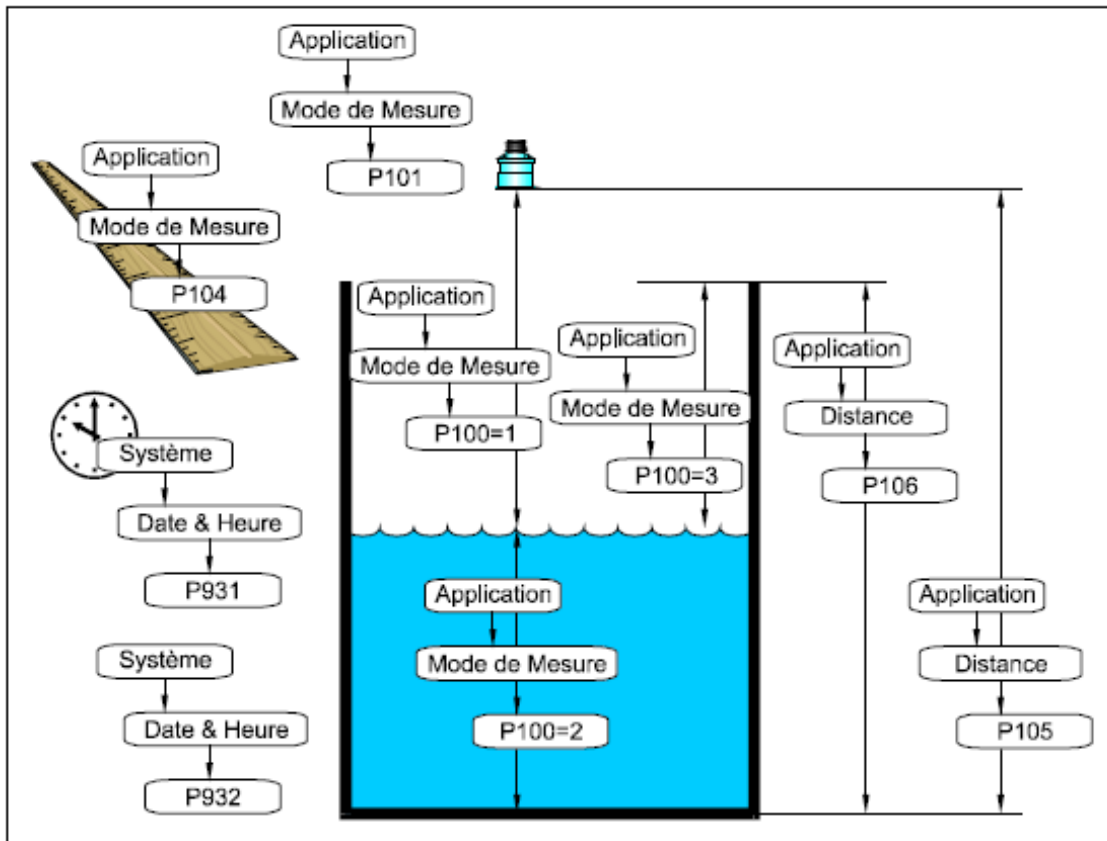 Application
Mode de Mesure
P101
Application
Mode de Mesure
P104
Application
Mode de Mesure
P100=1
Application
Mode de Mesure
P100=3
Application
Distance
P106
Système
Date & Heure
P931
Application
Mode de Mesure
P100=2
Application
Distance
P105
Système
Date & Heure
P932